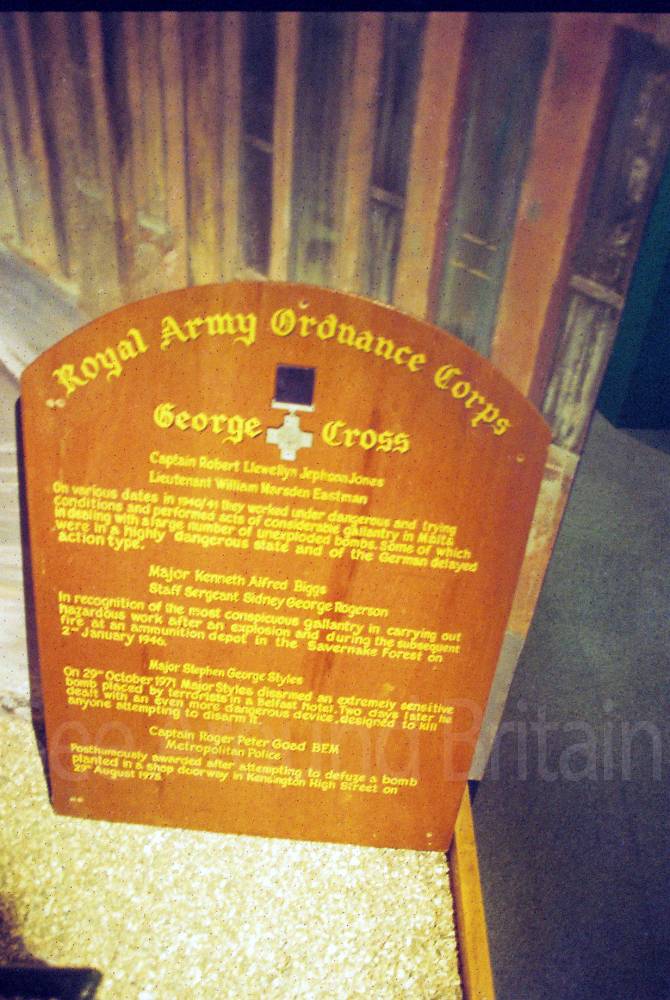 Royal Army Ordnance Corps
George Cross
Captain Robert Llewellyn JephoneJones
Lieutenant William Marsden Eastman
On various dates in 1940/41 they worked under dangerous and trying
conditions and performed acts of considerable gallantry in Malta
in dealing with a large number of unexploded bombs. Some of which
were in a highly dangerous state and of the German delayed
action type.
Major Kenneth Alfred Biggs
Staff Sergeant Sidney George Rogerson
In recognition of the most conspicuous gallantry in carrying out
hazardous work after an explosion and during the subsequent
fire at an ammunition depot in the Savernake Forest on
2nd January 1946.
Major Stephen George Styles
On 29th October 1971 Major Styles disarmed an extremely sensitive
bomb placed by terrorists in a Belfast hotel. Two days later he
dealt with an even more dangerous device, designed to kill
anyone attempting to disarm it.
Captain Roger Peter Goad BEM
Metropolitan Police
Posthumously awarded after attempting to defuze a bomb
planted in a shop doorway in Kensington High Street on
29th August 1975.
See Around Britain